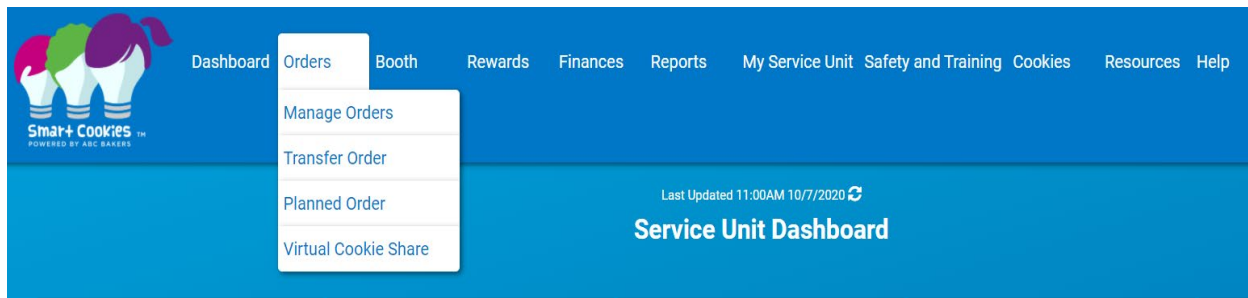 Smart Cookies TM
POWERED BY ABC BAKERS
Dashboard Orders Booth Rewards Finances Reports My Service Unit Safety and Training Cookies Resources Help
Manage Orders
Transfer Order
Planned Order
Virtual Cookie Share
Last Updated 11:00AM 10/7/2020
Service Unit Dashboard